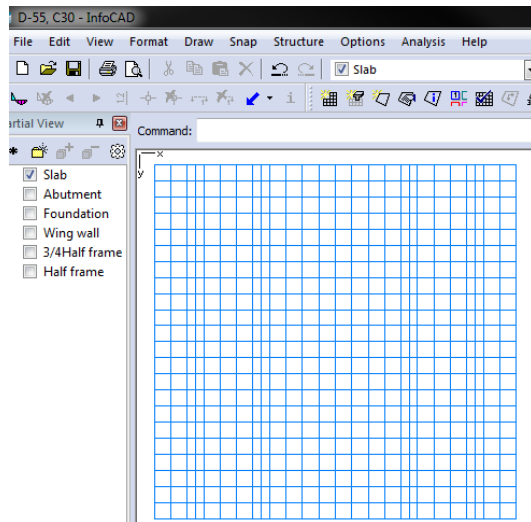 D-55, C30 - InfoCAD
File Edit View Format Draw Snap Structure Options Analysis Help
Slab
artial View
Command:
x
y
Slab
Abutment
Foundation
Wing wall
3/4Half frame
Half frame